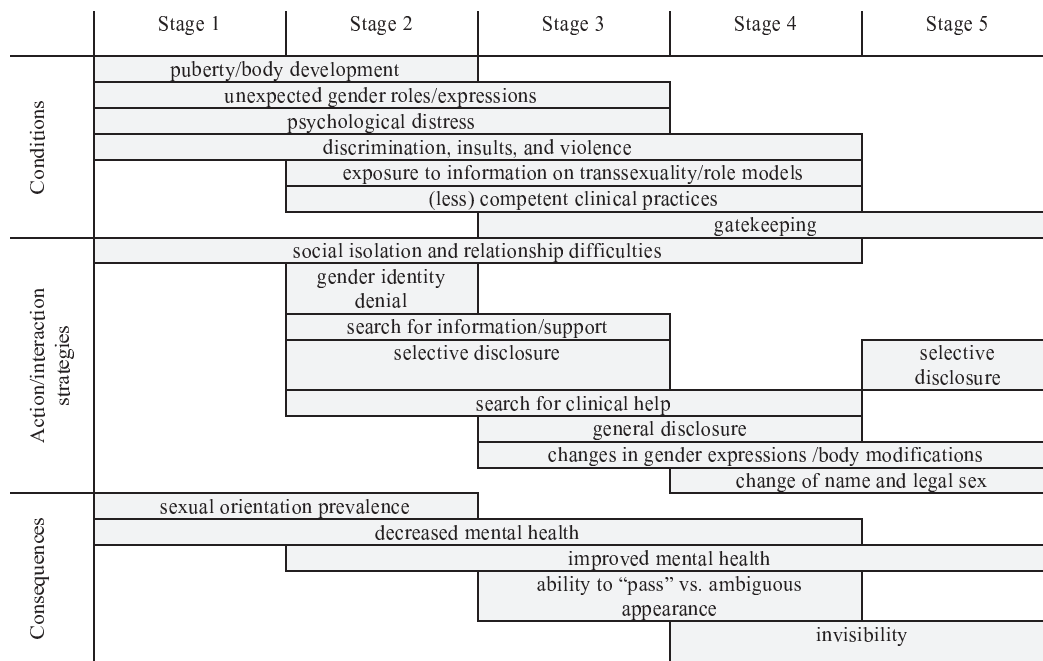 Stage 1 Stage 2 Stage 3 Stage 4 Stage 5
Conditions
puberty/body development
unexpected gender roles/expressions
psychological distress
discrimination, insults, and violence
exposure to information on transsexuality/role models
(less) competent clinical practices
gatekeeping
Action/interaction
strategies
social isolation and relationship difficulties
gender identity
denial
search for information/support
selective disclosure
selective
disclosure
search for clinical help
general disclosure
changes in gender expressions /body modifications
change of name and legal sex
Consequences
sexual orientation prevalence
decreased mental health
improved mental health
ability to “pass” vs. ambiguous
appearance
invisibility